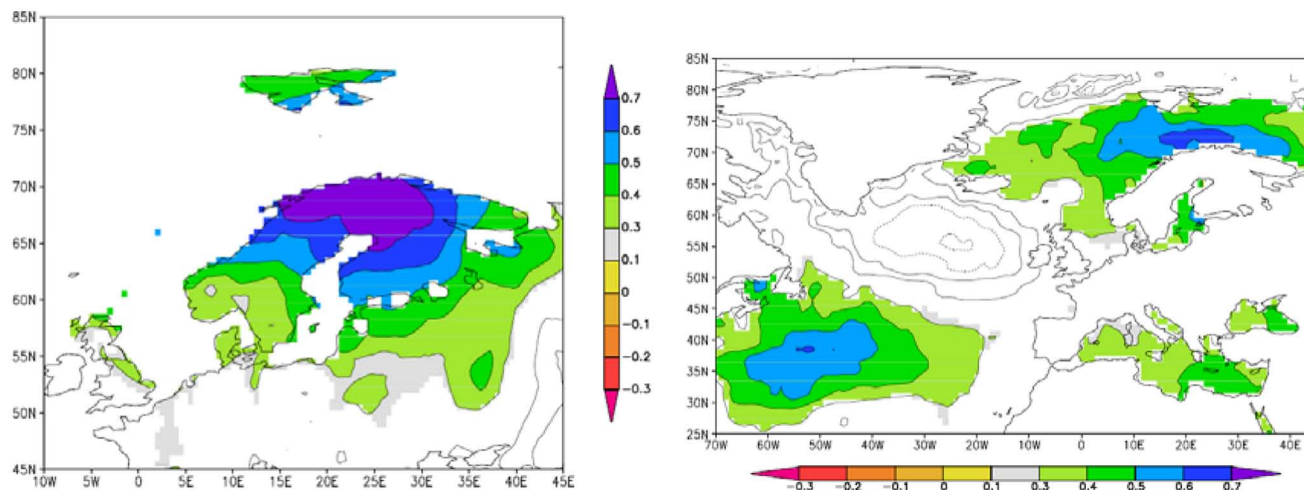 85N
80N
75N
70N
65N
60N
55N
50N
45N
10W 5W 0 5E 10E 15E 20E 25E 30E 35E 40E 45E
0.7
0.6
0.5
0.4
0.3
0.1
0
−0.1
−0.2
−0.3
85N
80N
75N
70N
65N
60N
55N
50N
45N
40N
35N
30N
25N
70W 60W 50W 40W 30W 20W 10W 0 10E 20E 30E 40E
−0.3 −0.2 −0.1 0 0.1 0.3 0.4 0.5 0.6 0.7